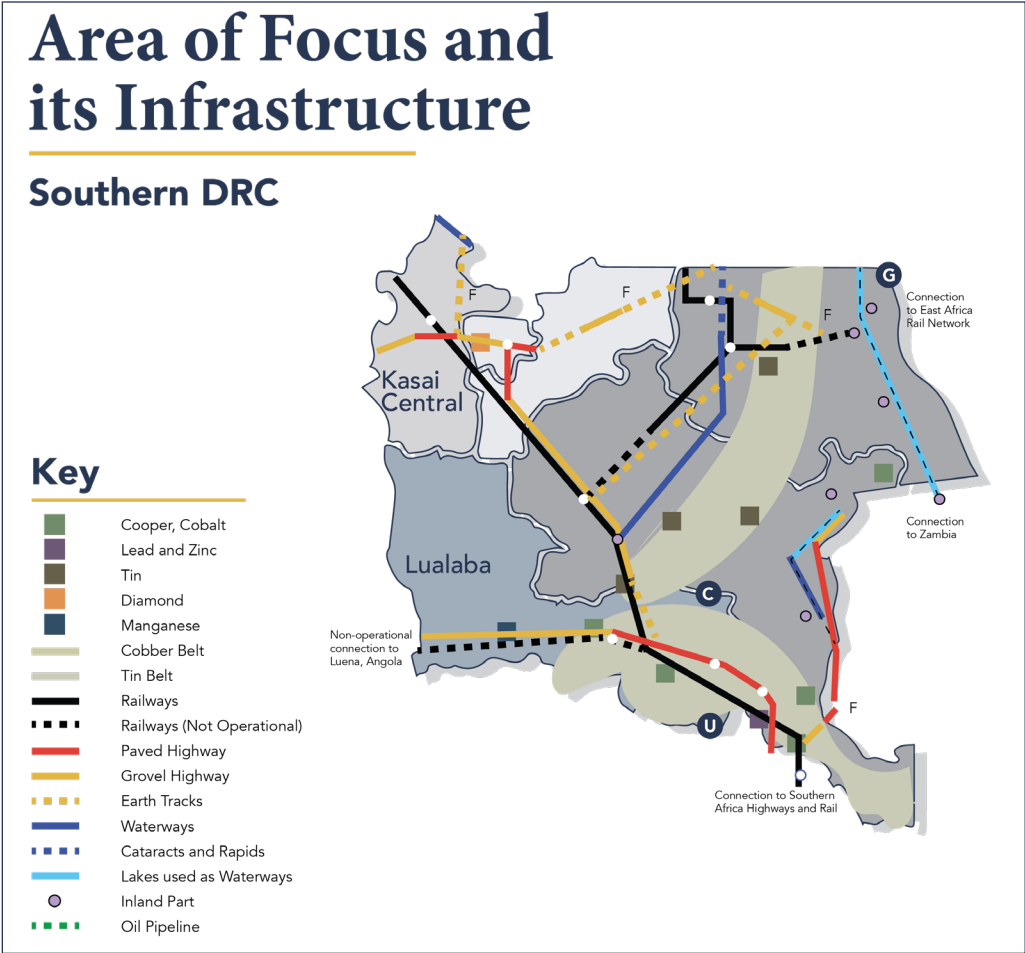 Area of Focus and
its Infrastructure
Southern DRC
G
Connection
to East Africa
Rail Network
F
F
F
Kasai
Central
Key
Cooper, Cobalt
Lead and Zinc
Tin
Diamond
Manganese
Cobber Belt
Tin Belt
Railways
Railways (Not Operational)
Paved Highway
Grovel Highway
Earth Tracks
Waterways
Cataracts and Rapids
Lakes used as Waterways
Inland Part
Oil Pipeline
Connection
to Zambia
Lualaba
C
Non-operational
connection to
Luena, Angola
F
U
Connection to Southern
Africa Highways and Rail